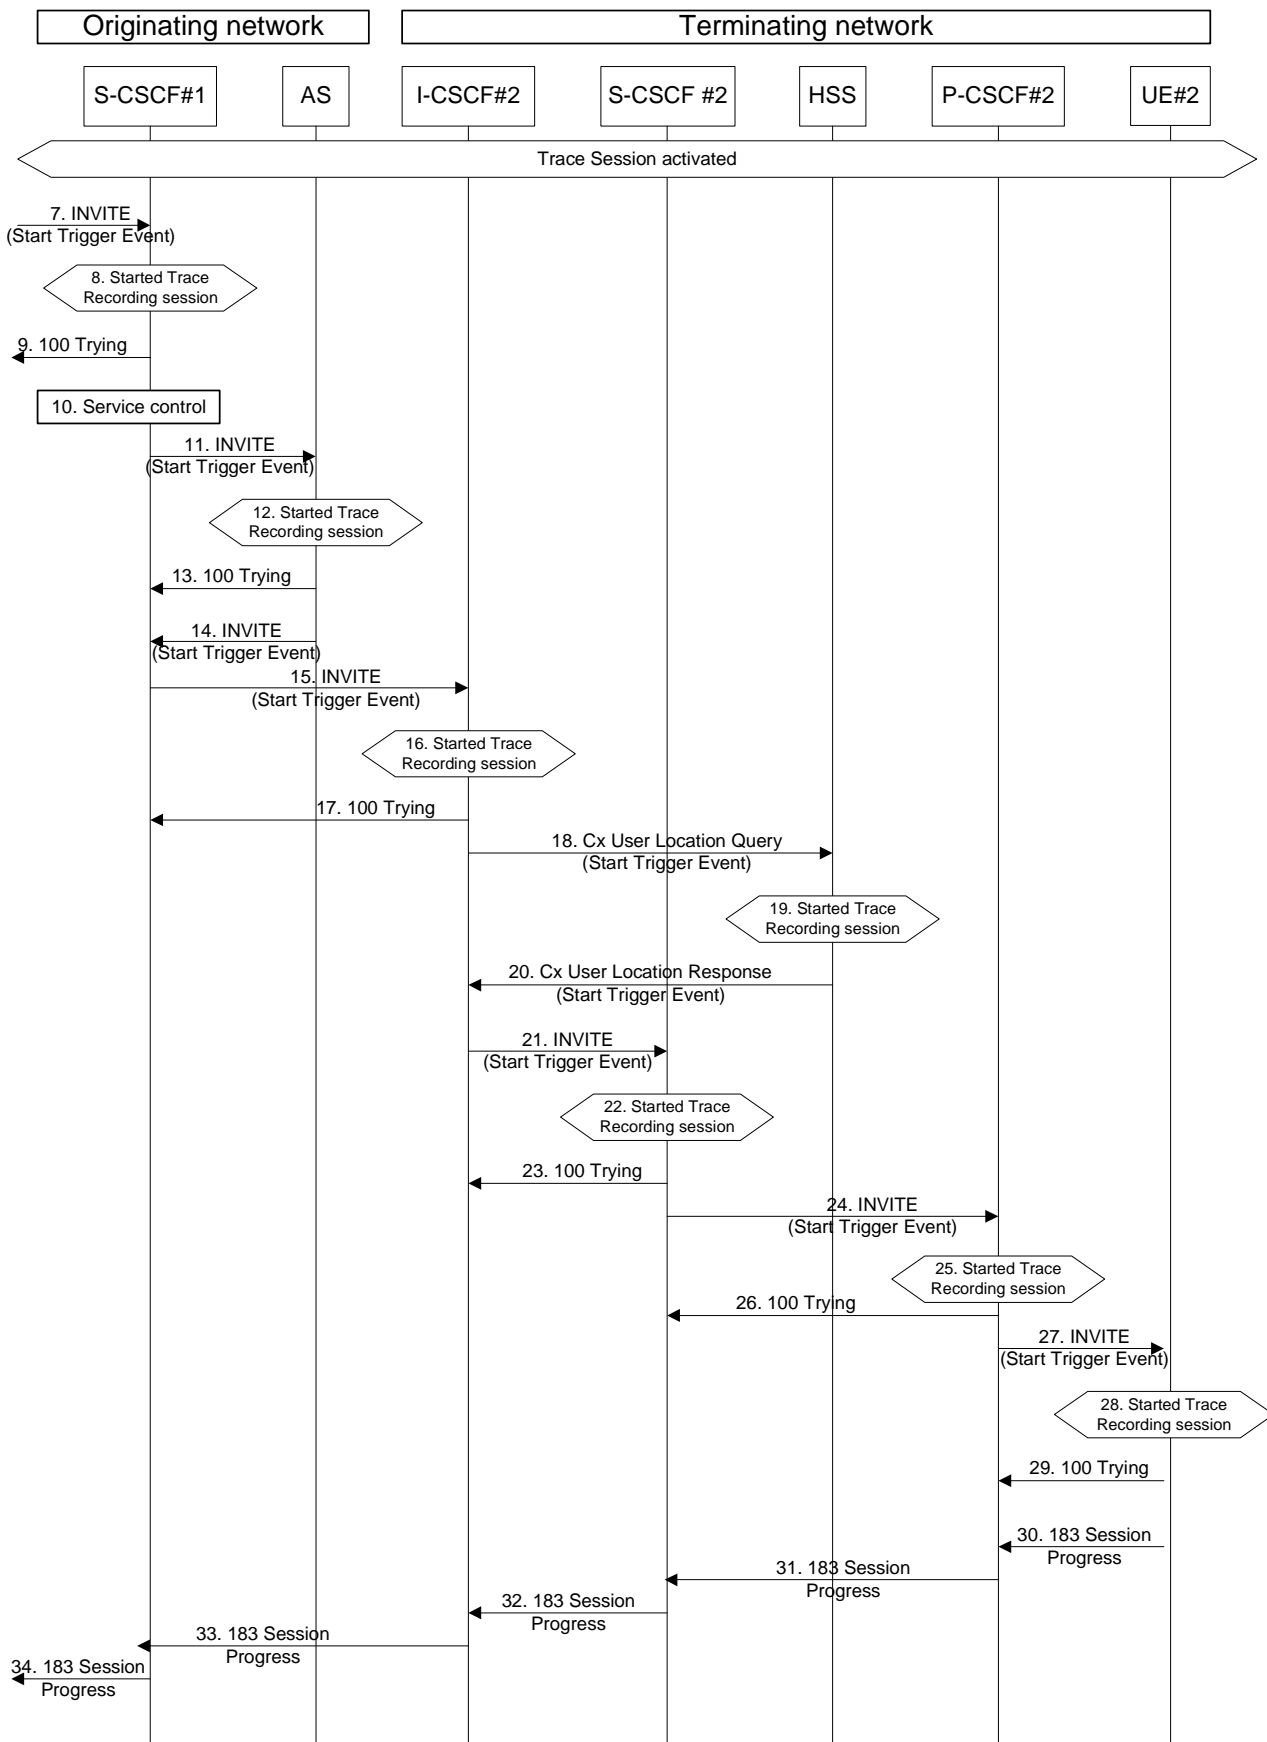 Originating network
Terminating network
S-CSCF#1
AS
I-CSCF#2
S-CSCF #2
HSS
P-CSCF#2
UE#2
Trace Session activated
7. INVITE
(Start Trigger Event)
8. Started Trace
Recording session
9. 100 Trying
10. Service control
11. INVITE
(Start Trigger Event)
12. Started Trace
Recording session
13. 100 Trying
14. INVITE
(Start Trigger Event)
15. INVITE
(Start Trigger Event)
16. Started Trace
Recording session
17. 100 Trying
18. Cx User Location Query
(Start Trigger Event)
19. Started Trace
Recording session
20. Cx User Location Response
(Start Trigger Event)
21. INVITE
(Start Trigger Event)
22. Started Trace
Recording session
23. 100 Trying
24. INVITE
(Start Trigger Event)
25. Started Trace
Recording session
26. 100 Trying
27. INVITE
(Start Trigger Event)
28. Started Trace
Recording session
29. 100 Trying
30. 183 Session
Progress
31. 183 Session
Progress
32. 183 Session
Progress
33. 183 Session
Progress
34. 183 Session
Progress